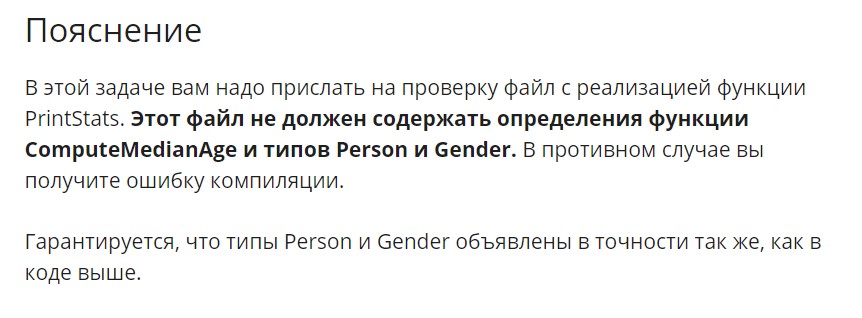 Пояснение
В этой задаче вам надо прислать на проверку файл с реализацией функции
PrintStats. Этот файл не должен содержать определения функции
ComputeMedianAge и типов Person и Gender. В противном случае вы
получите ошибку компиляции.
Гарантируется, что типы Person и Gender объявлены в точности так же, как в
коде выше.